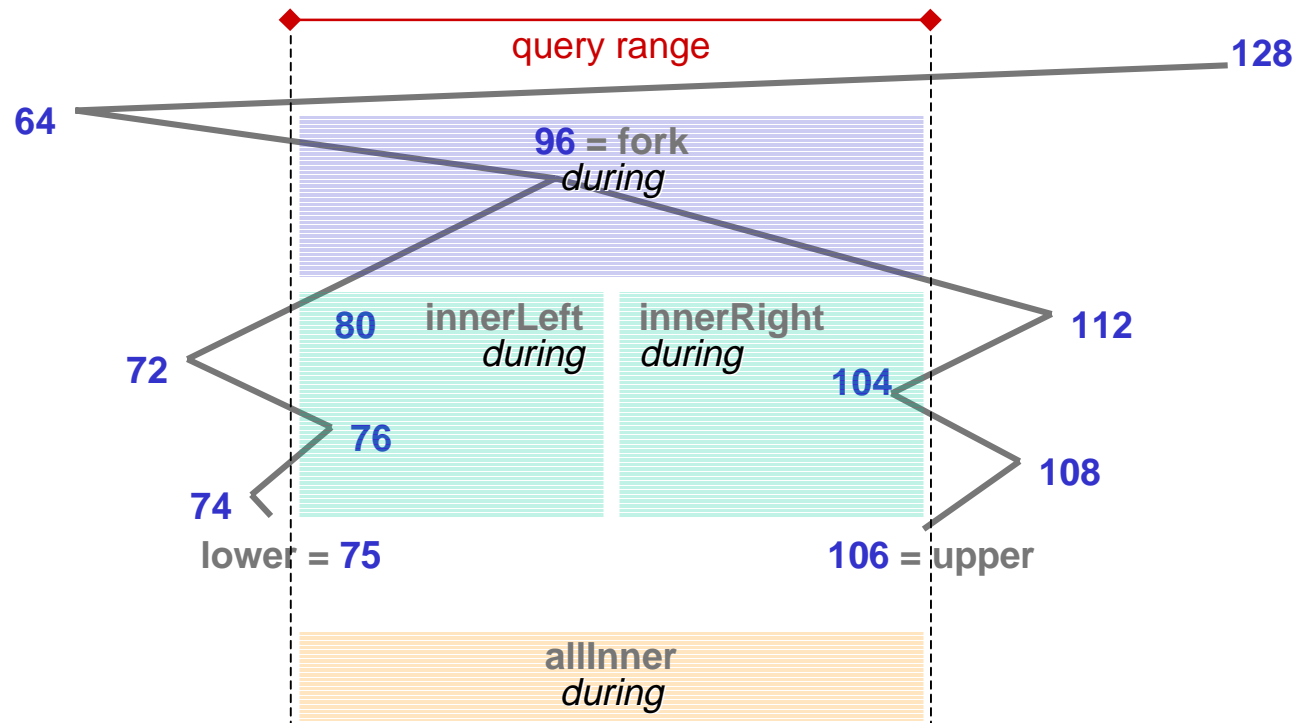 query range
128
64
96 = fork
during
80
innerLeft
during
innerRight
during
112
72
104
76
108
74
lower = 75
106 = upper
allInner
during